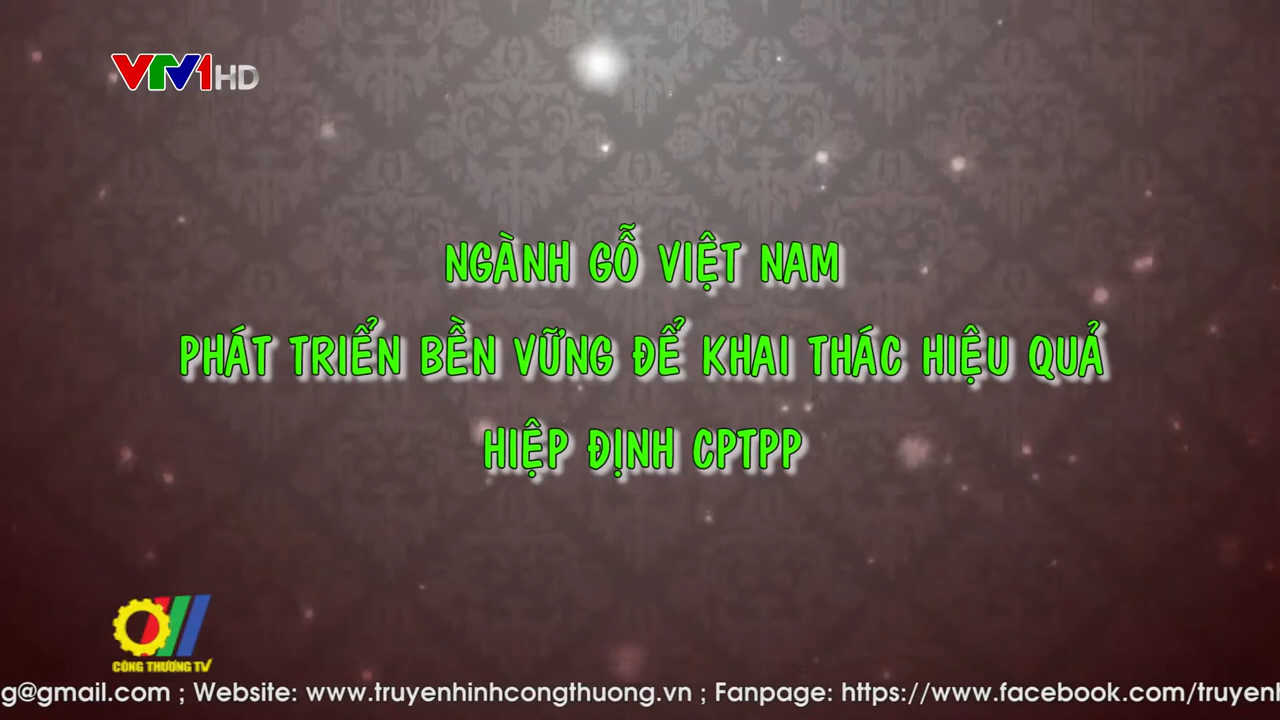 VTV1HD
NGÀNH GỖ VIỆT NAM
PHÁT TRIỂN BỀN VỮNG ĐỂ KHAI THÁC HIỆU QUẢ
HIỆP ĐỊNH CPTPP
CÔNG THƯƠNG TV
g@gmail.com ; Website: www.truyenhinhcongthuong.vn ; Fanpage: https://www.facebook.com/truyenh